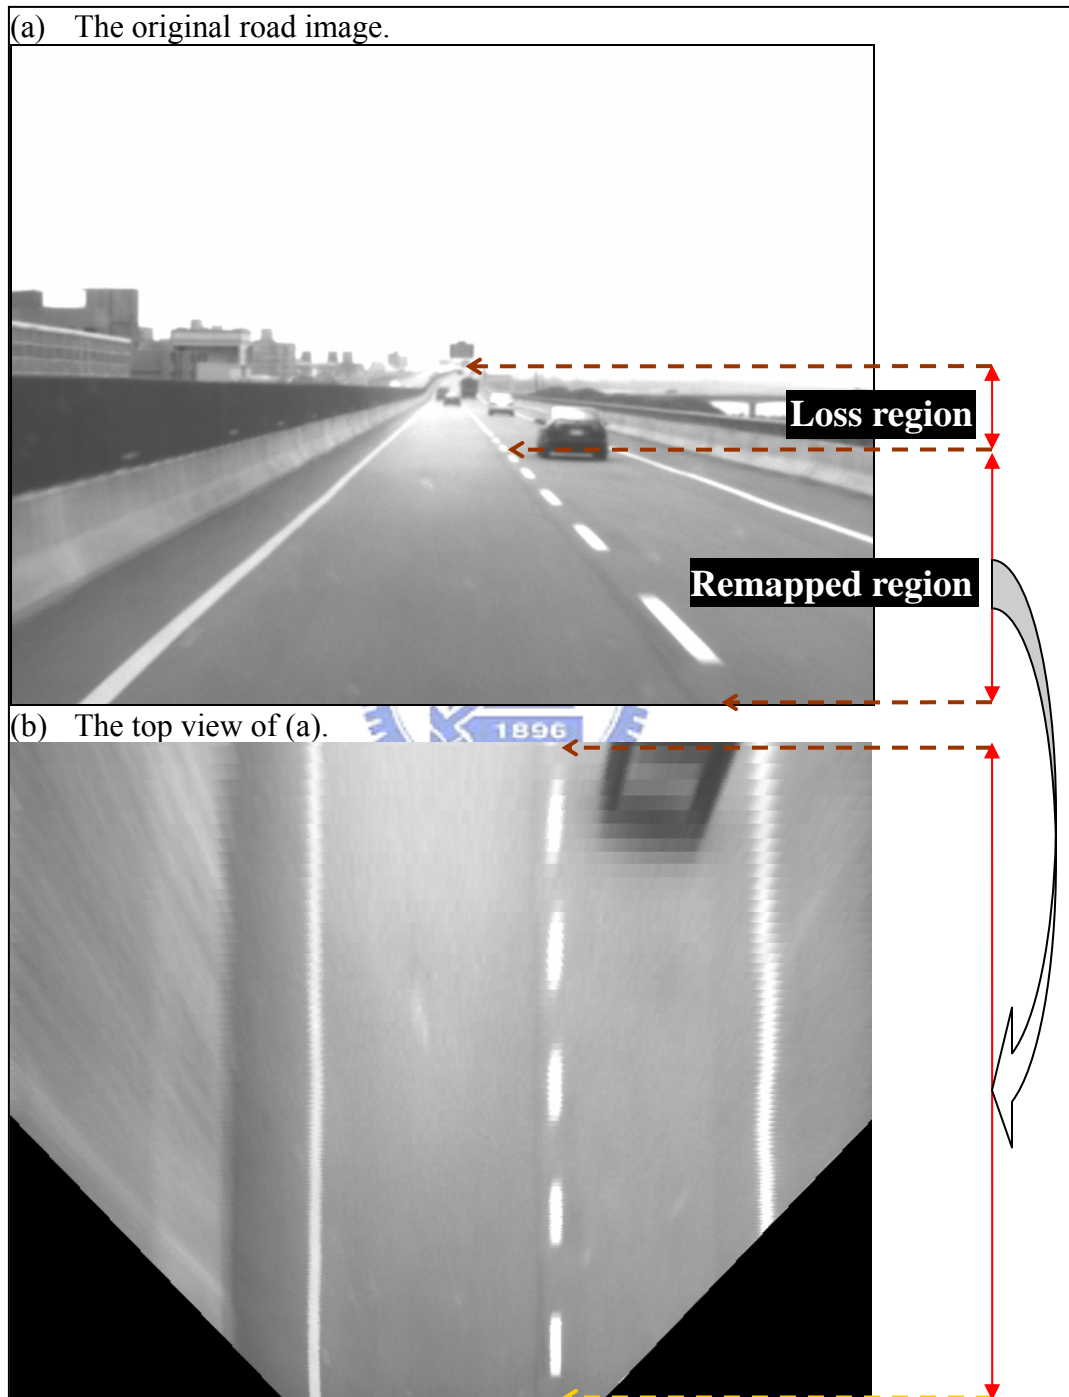 (a) The original road image.
Loss region
Remapped region
(b) The top view of (a).
1896